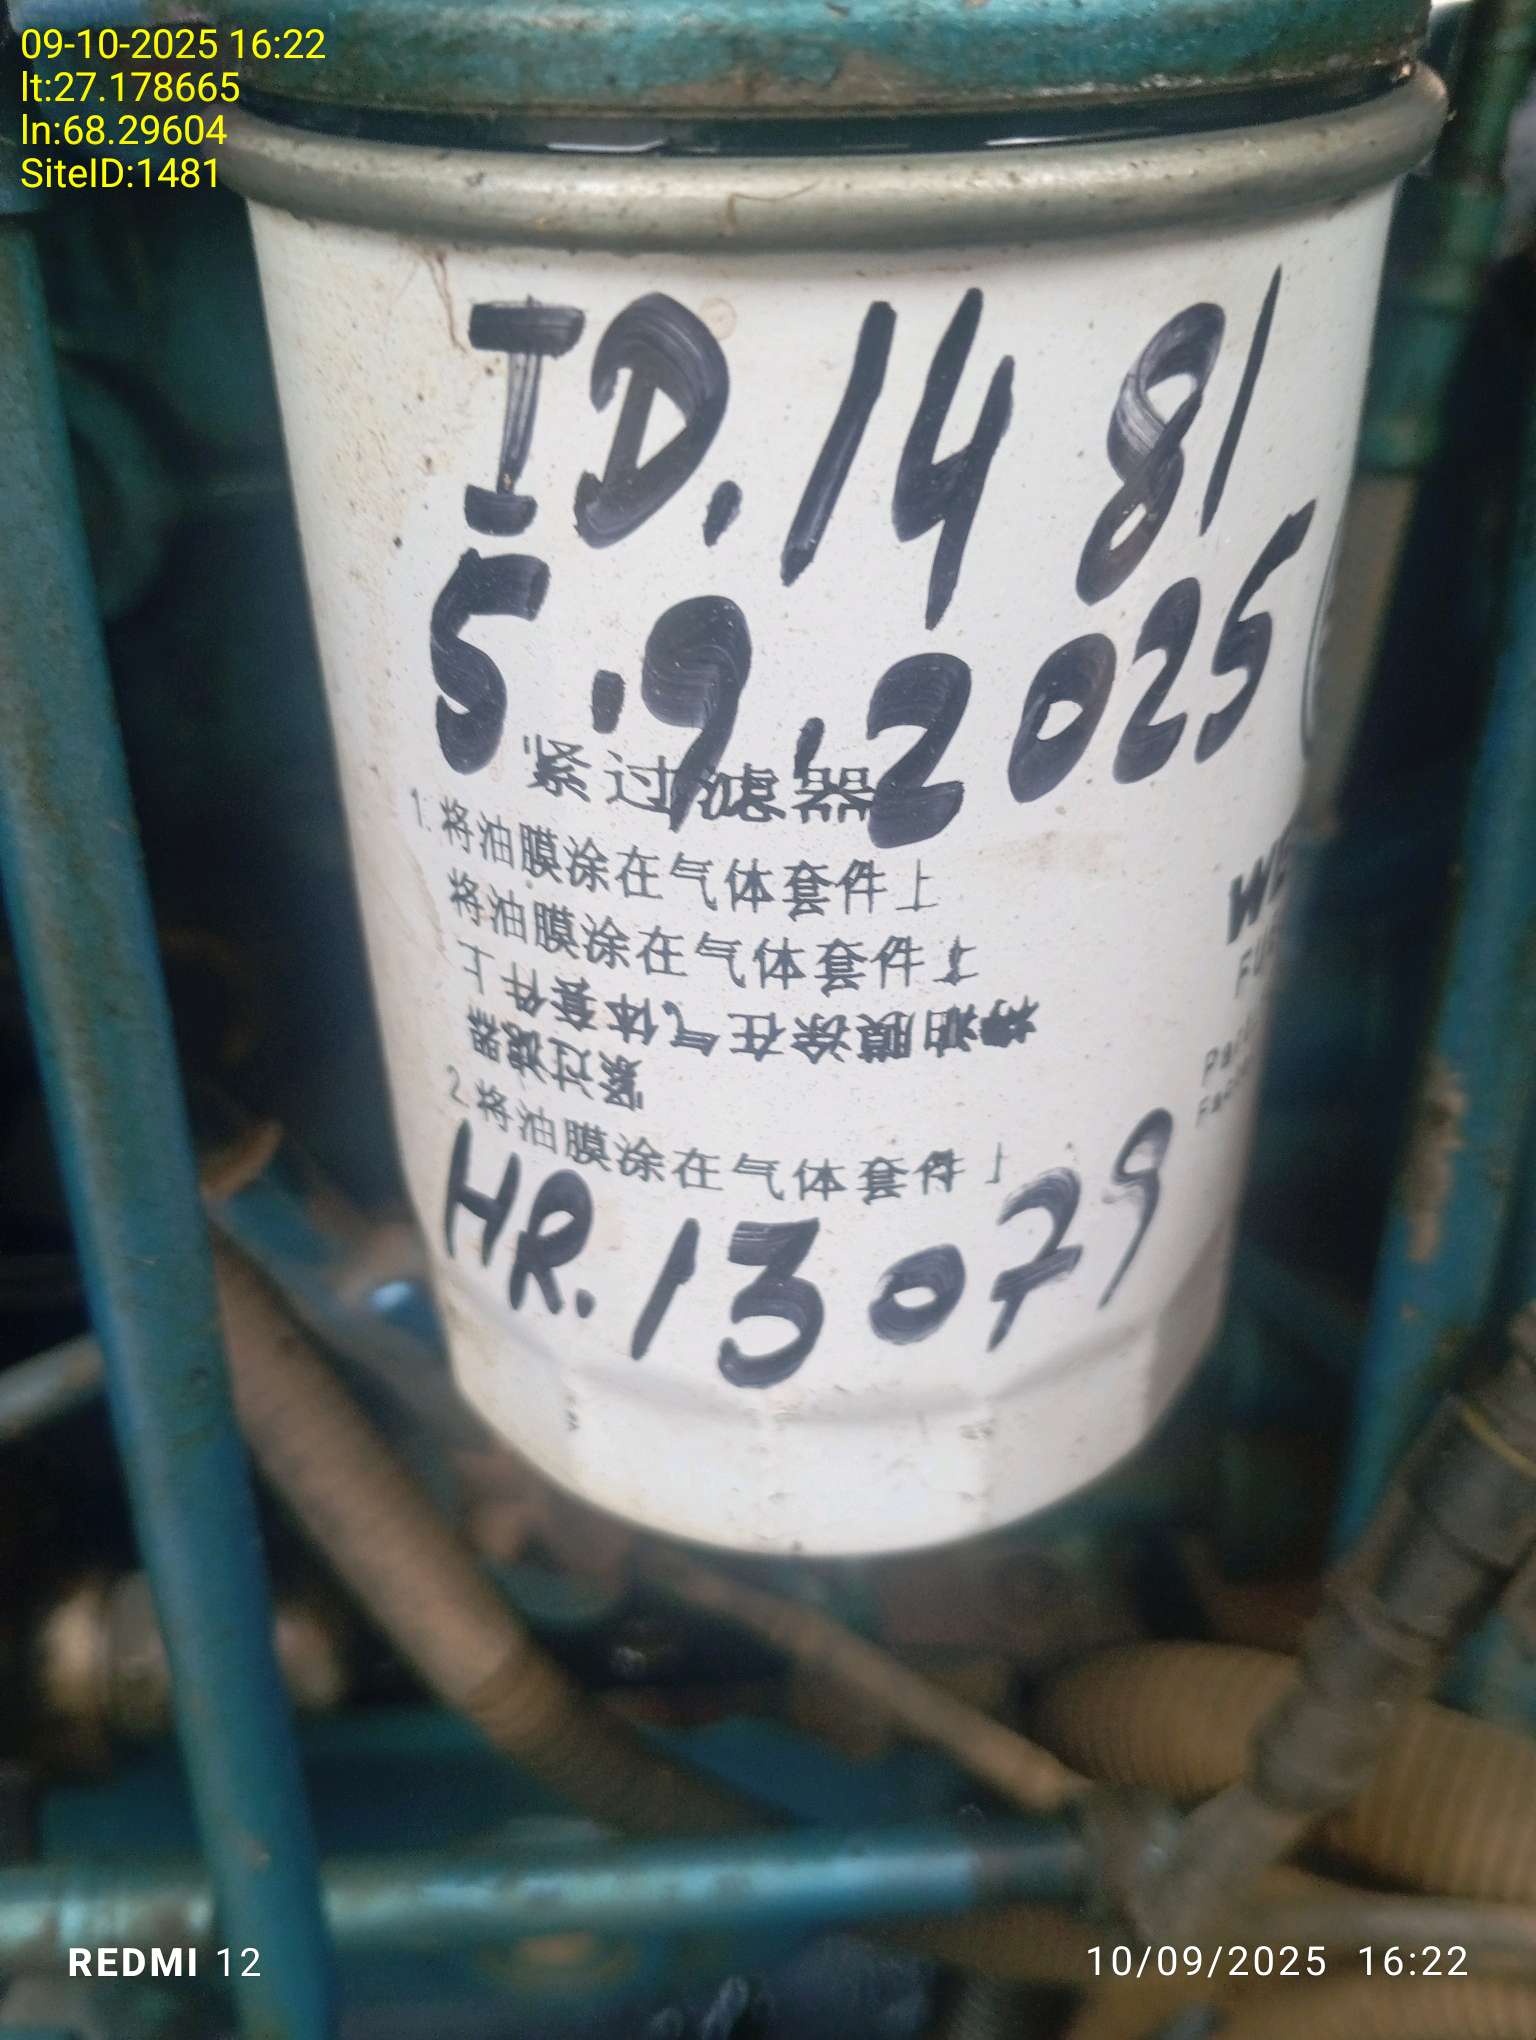 09-10-2025 16:22
lt:27.178665
ln:68.29604
SiteID:1481
ID.1481
5.9.2025
紧过滤器
1.将油膜涂在气体套件上
将油膜涂在气体套件上
将油膜涂在气体套件上
紧过滤器
2.将油膜涂在气体套件上
HR.13079
REDMI 12
10/09/2025 16:22